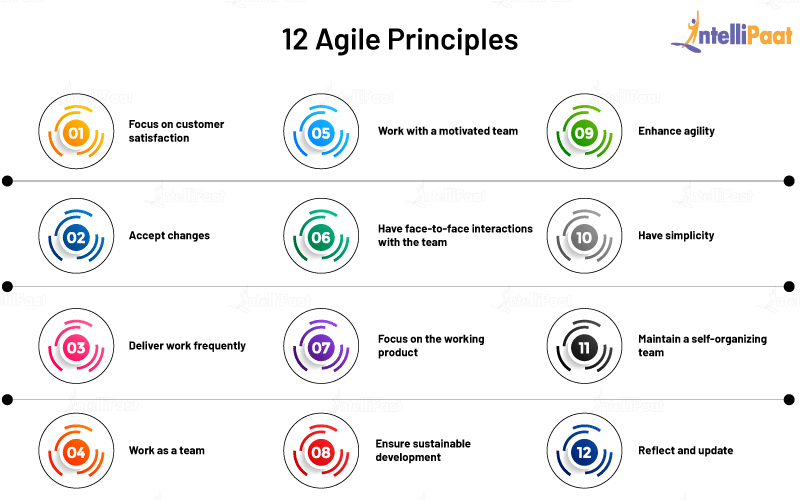 12 Agile Principles
IntelliPaat
01
Focus on customer
satisfaction
02
Accept changes
03
Deliver work frequently
04
Work as a team
05
Work with a motivated team
06
Have face-to-face interactions
with the team
07
Focus on the working
product
08
Ensure sustainable
development
09
Enhance agility
10
Have simplicity
11
Maintain a self-organizing
team
12
Reflect and update